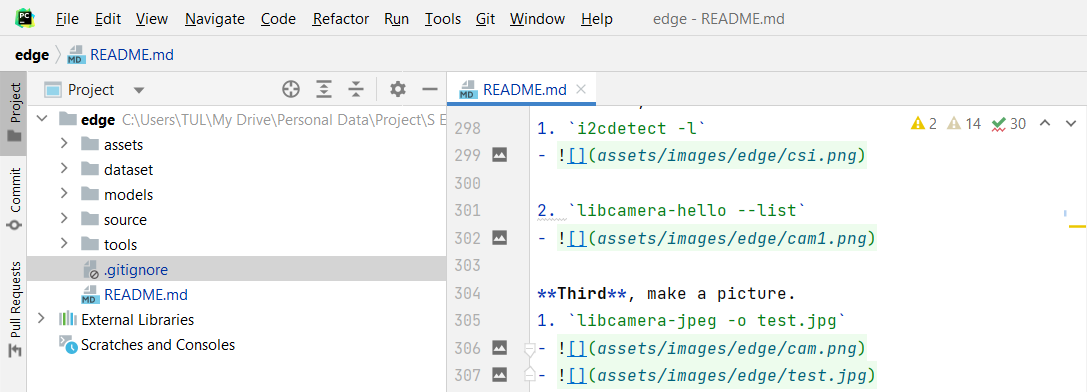 PC File Edit View Navigate Code Refactor Run Tools Git Window Help edge - README.md
edge MD README.md
Project
Commit
Pull Requests
Project
edge C:\Users\TUL\My Drive\Personal Data\Project\S E
assets
dataset
models
source
tools
.gitignore
MD README.md
External Libraries
Scratches and Consoles
MD README.md
2 14 30
298 1. `i2cdetect -l`
299 - ![](assets/images/edge/csi.png)
300
301 2. `libcamera-hello --list`
302 - ![](assets/images/edge/cam1.png)
303
304 **Third**, make a picture.
305 1. `libcamera-jpeg -o test.jpg`
306 - ![](assets/images/edge/cam.png)
307 - ![](assets/images/edge/test.jpg)